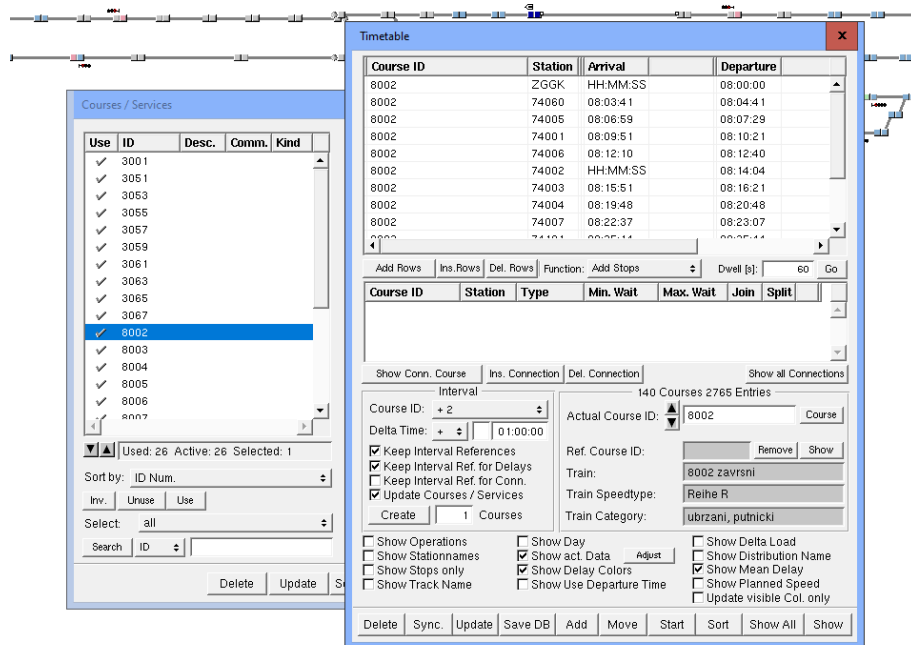 Timetable
x
Course ID Station Arrival Departure
8002 ZGGK HH:MM:SS 08:00:00
8002 74060 08:03:41 08:04:41
8002 74005 08:06:59 08:07:29
8002 74001 08:09:51 08:10:21
8002 74006 08:12:10 08:12:40
8002 74002 HH:MM:SS 08:14:04
8002 74003 08:15:51 08:16:21
8002 74004 08:19:48 08:20:48
8002 74007 08:22:37 08:23:07
Add Rows Ins.Rows Del. Rows Function: Add Stops Dwell [s]: 60 Go
Course ID Station Type Min. Wait Max. Wait Join Split
Show Conn. Course Ins. Connection Del. Connection Show all Connections
Interval
Course ID: + 2
Delta Time: + 01:00:00
Keep Interval References
Keep Interval Ref. for Delays
Keep Interval Ref. for Conn.
Update Courses / Services
Create 1 Courses
140 Courses 2765 Entries
Actual Course ID: 8002 Course
Ref. Course ID: Remove Show
Train: 8002 zavrsni
Train Speedtype: Reihe R
Train Category: ubrzani, putnicki
Show Operations Show Day Show Delta Load
Show Stationnames Show act. Data Adjust Show Distribution Name
Show Stops only Show Delay Colors Show Mean Delay
Show Track Name Show Use Departure Time Show Planned Speed
Update visible Col. only
Delete Sync. Update Save DB Add Move Start Sort Show All Show
Courses / Services
Use ID Desc. Comm. Kind
3001
3051
3053
3055
3057
3059
3061
3063
3065
3067
8002
8003
8004
8005
8006
8007
Used: 26 Active: 26 Selected: 1
Sort by: ID Num.
Inv. Unuse Use
Select: all
Search ID
Delete Update